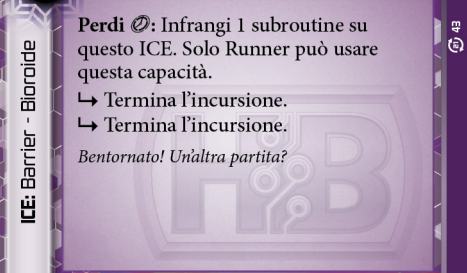 Perdi : Infrangi 1 subroutine su
questo ICE. Solo Runner può usare
questa capacità.
Termina l'incursione.
Termina l'incursione.
Bentornato! Un'altra partita?
ICE: Barrier - Bioroide
43
HB